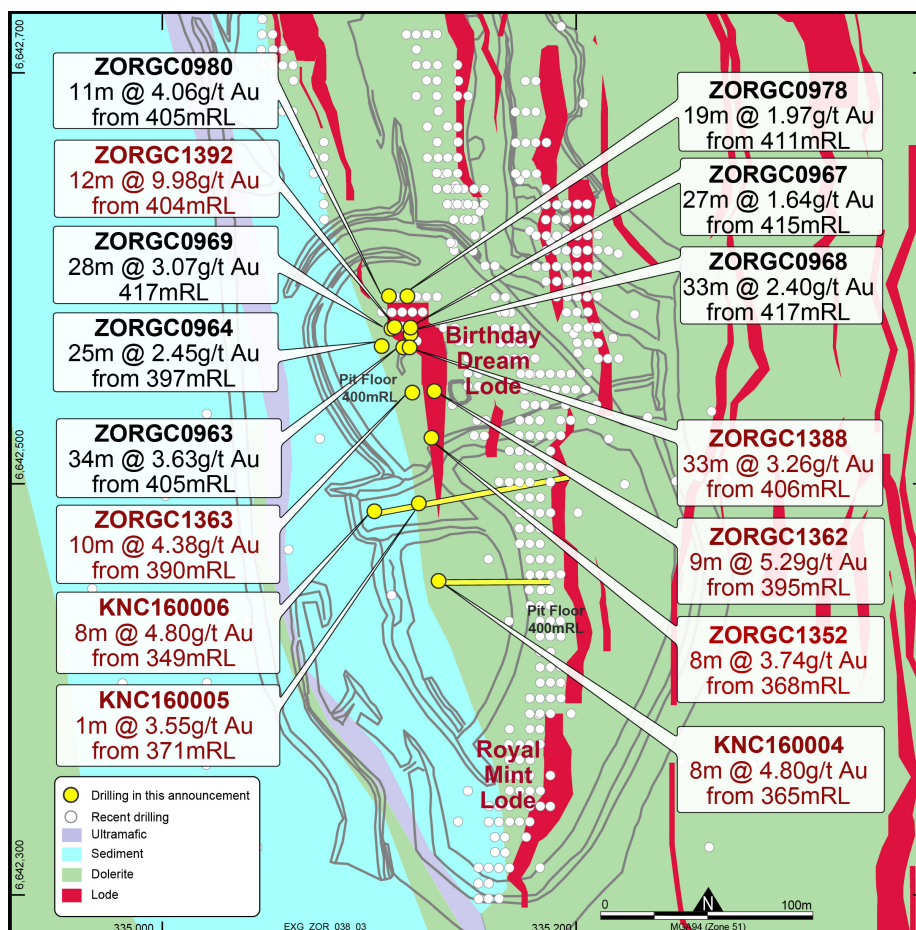 6,642,700
ZORGC0980
11m @ 4.06g/t Au
from 405mRL
ZORGC1392
12m @ 9.98g/t Au
from 404mRL
ZORGC0969
28m @ 3.07g/t Au
417mRL
ZORGC0964
25m @ 2.45g/t Au
from 397mRL
ZORGC0963
34m @ 3.63g/t Au
from 405mRL
ZORGC1363
10m @ 4.38g/t Au
from 390mRL
KNC160006
8m @ 4.80g/t Au
from 349mRL
KNC160005
1m @ 3.55g/t Au
from 371mRL
ZORGC0978
19m @ 1.97g/t Au
from 411mRL
ZORGC0967
27m @ 1.64g/t Au
from 415mRL
ZORGC0968
33m @ 2.40g/t Au
from 417mRL
ZORGC1388
33m @ 3.26g/t Au
from 406mRL
ZORGC1362
9m @ 5.29g/t Au
from 395mRL
ZORGC1352
8m @ 3.74g/t Au
from 368mRL
KNC160004
8m @ 4.80g/t Au
from 365mRL
Birthday
Dream
Lode
Pit Floor
400mRL
6,642,500
Pit Floor
400mRL
Royal
Mint
Lode
Drilling in this announcement
Recent drilling
Ultramafic
Sediment
Dolerite
Lode
6,642,300
N
0 100m
335,000
EXG_ZOR_038_03
335,200
MGA94 (Zone 51)